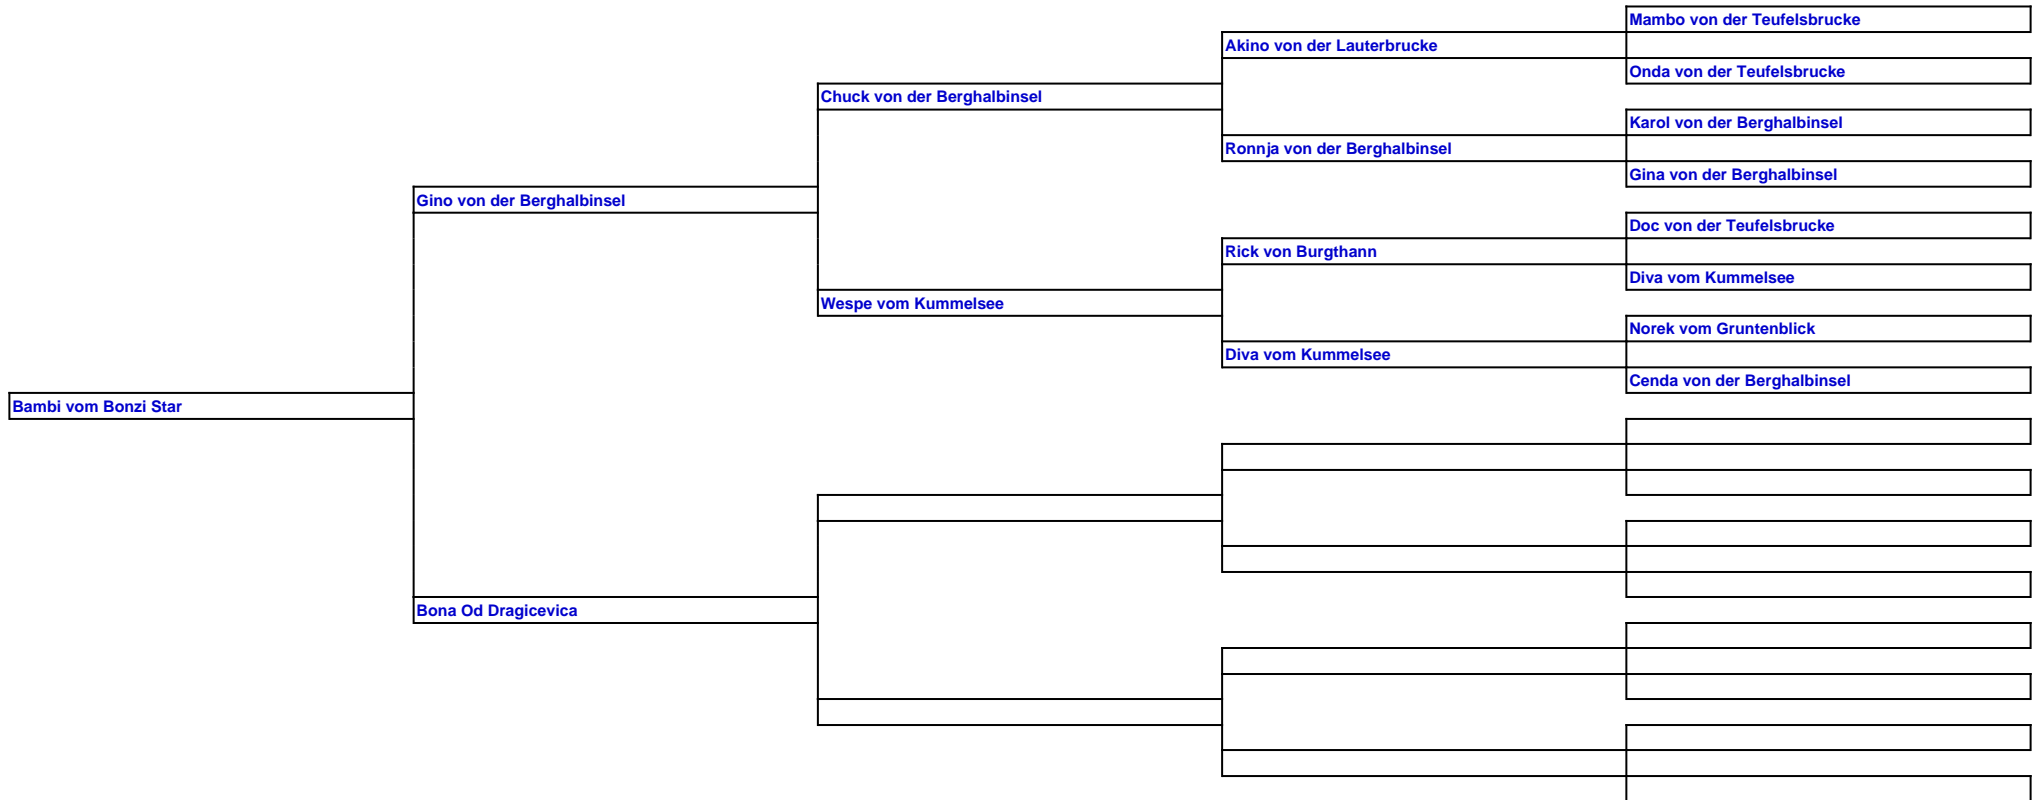 Mambo von der Teufelsbrucke
Akino von der Lauterbrucke
Onda von der Teufelsbrucke
Chuck von der Berghalbinsel
Karol von der Berghalbinsel
Ronnja von der Berghalbinsel
Gina von der Berghalbinsel
Gino von der Berghalbinsel
Doc von der Teufelsbrucke
Rick von Burgthann
Diva vom Kummelsee
Wespe vom Kummelsee
Norek vom Gruntenblick
Diva vom Kummelsee
Cenda von der Berghalbinsel
Bambi vom Bonzi Star
Bona Od Dragicevica